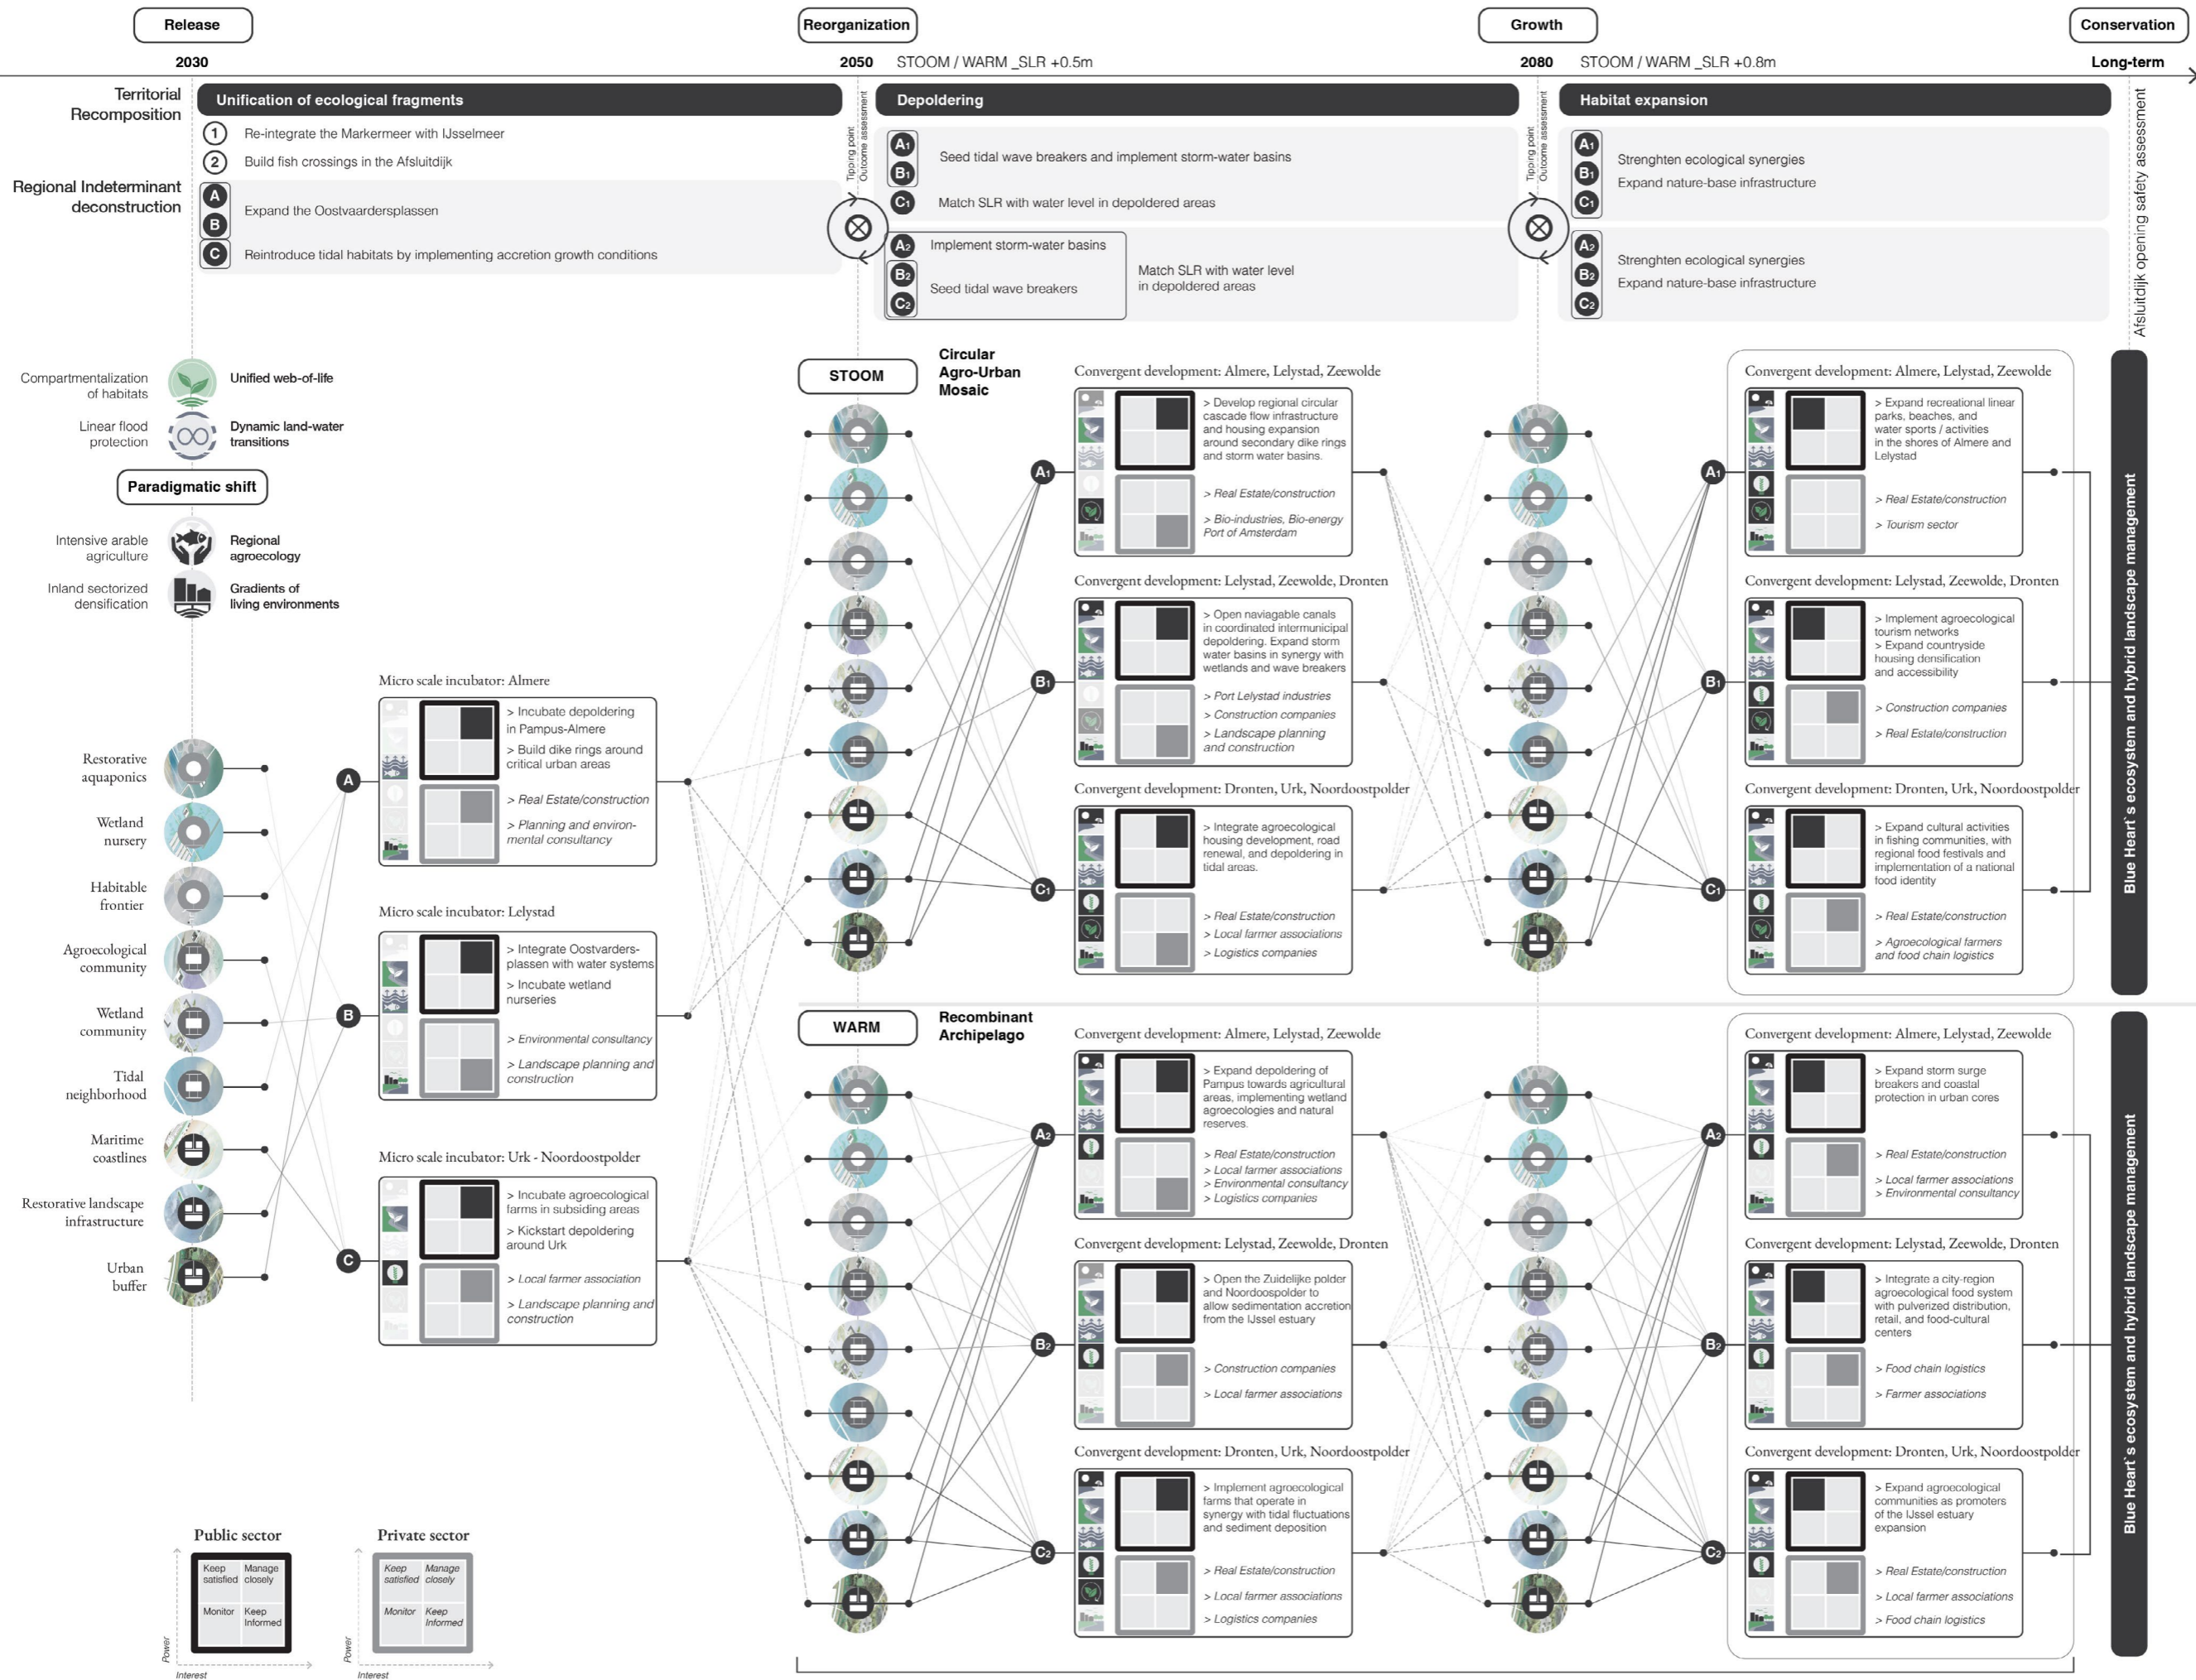 Release
Reorganization
Growth
Conservation
2030
2050
STOOM / WARM _SLR +0.5m
2080
STOOM / WARM _SLR +0.8m
Long-term
Territorial
Recomposition
Unification of ecological fragments
1 Re-integrate the Markermeer with IJsselmeer
2 Build fish crossings in the Afsluitdijk
Regional Indeterminant
deconstruction
A
B
Expand the Oostvaardersplassen
C Reintroduce tidal habitats by implementing accretion growth conditions
Tipping point
Outcome assessment
Depoldering
A1
B1
Seed tidal wave breakers and implement storm-water basins
C1 Match SLR with water level in depoldered areas
A2 Implement storm-water basins
B2
C2
Seed tidal wave breakers
Match SLR with water level
in depoldered areas
Tipping point
Outcome assessment
Habitat expansion
A1
B1
C1
Strenghten ecological synergies
Expand nature-base infrastructure
A2
B2
C2
Strenghten ecological synergies
Expand nature-base infrastructure
Afsluitdijk opening safety assessment
Compartmentalization
of habitats
Unified web-of-life
Linear flood
protection
Dynamic land-water
transitions
Paradigmatic shift
Intensive arable
agriculture
Regional
agroecology
Inland sectorized
densification
Gradients of
living environments
Restorative
aquaponics
Wetland
nursery
Habitable
frontier
Agroecological
community
Wetland
community
Tidal
neighborhood
Maritime
coastlines
Restorative landscape
infrastructure
Urban
buffer
A
Micro scale incubator: Almere
> Incubate depoldering
in Pampus-Almere
> Build dike rings around
critical urban areas
> Real Estate/construction
> Planning and environ-
mental consultancy
B
Micro scale incubator: Lelystad
> Integrate Oostvarders-
plassen with water systems
> Incubate wetland
nurseries
> Environmental consultancy
> Landscape planning and
construction
C
Micro scale incubator: Urk - Noordoostpolder
> Incubate agroecological
farms in subsiding areas
> Kickstart depoldering
around Urk
> Local farmer association
> Landscape planning and
construction
STOOM
Circular
Agro-Urban
Mosaic
A1
Convergent development: Almere, Lelystad, Zeewolde
> Develop regional circular
cascade flow infrastructure
and housing expansion
around secondary dike rings
and storm water basins.
> Real Estate/construction
> Bio-industries, Bio-energy
Port of Amsterdam
B1
Convergent development: Lelystad, Zeewolde, Dronten
> Open naviagable canals
in coordinated intermunicipal
depoldering. Expand storm
water basins in synergy with
wetlands and wave breakers
> Port Lelystad industries
> Construction companies
> Landscape planning
and construction
C1
Convergent development: Dronten, Urk, Noordoostpolder
> Integrate agroecological
housing development, road
renewal, and depoldering in
tidal areas.
> Real Estate/construction
> Local farmer associations
> Logistics companies
A1
Convergent development: Almere, Lelystad, Zeewolde
> Expand recreational linear
parks, beaches, and
water sports / activities
in the shores of Almere and
Lelystad
> Real Estate/construction
> Tourism sector
B1
Convergent development: Lelystad, Zeewolde, Dronten
> Implement agroecological
tourism networks
> Expand countryside
housing densification
and accessibility
> Construction companies
> Real Estate/construction
C1
Convergent development: Dronten, Urk, Noordoostpolder
> Expand cultural activities
in fishing communities, with
regional food festivals and
implementation of a national
food identity
> Real Estate/construction
> Agroecological farmers
and food chain logistics
Blue Heart`s ecosystem and hybrid landscape management
WARM
Recombinant
Archipelago
A2
Convergent development: Almere, Lelystad, Zeewolde
> Expand depoldering of
Pampus towards agricultural
areas, implementing wetland
agroecologies and natural
reserves.
> Real Estate/construction
> Local farmer associations
> Environmental consultancy
> Logistics companies
B2
Convergent development: Lelystad, Zeewolde, Dronten
> Open the Zuidelijke polder
and Noordoospolder to
allow sedimentation accretion
from the IJssel estuary
> Construction companies
> Local farmer associations
C2
Convergent development: Dronten, Urk, Noordoostpolder
> Implement agroecological
farms that operate in
synergy with tidal fluctuations
and sediment deposition
> Real Estate/construction
> Local farmer associations
> Logistics companies
A2
Convergent development: Almere, Lelystad, Zeewolde
> Expand storm surge
breakers and coastal
protection in urban cores
> Real Estate/construction
> Local farmer associations
> Environmental consultancy
B2
Convergent development: Lelystad, Zeewolde, Dronten
> Integrate a city-region
agroecological food system
with pulverized distribution,
retail, and food-cultural
centers
> Food chain logistics
> Farmer associations
C2
Convergent development: Dronten, Urk, Noordoostpolder
> Expand agroecological
communities as promoters
of the IJssel estuary
expansion
> Real Estate/construction
> Local farmer associations
> Food chain logistics
Blue Heart`s ecosystem and hybrid landscape management
Public sector
Keep
satisfied
Manage
closely
Monitor
Keep
Informed
Power
Interest
Private sector
Keep
satisfied
Manage
closely
Monitor
Keep
Informed
Power
Interest